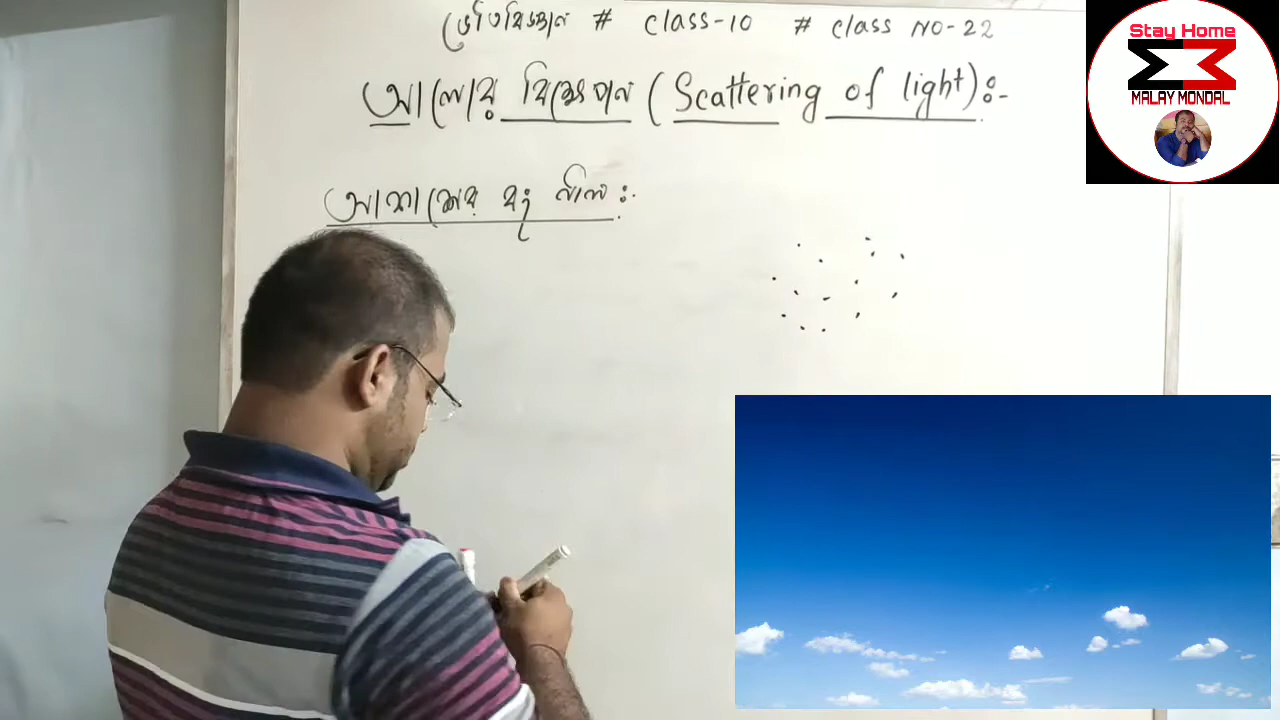 ভৌতবিজ্ঞান # Class-10 # Class NO-22
আলোর বিক্ষেপণ (Scattering of light):-
আকাশের রং নীল :-
Stay Home
MALAY MONDAL